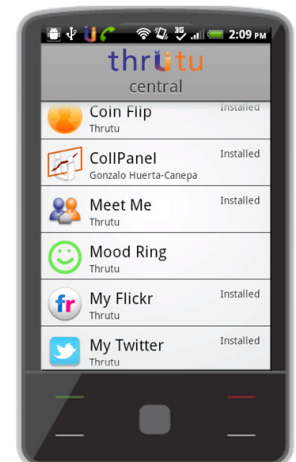 3G
2:09 PM
thrutu
central
Coin Flip
Installed
Thrutu
CollPanel
Installed
Gonzalo Huerta-Canepa
Meet Me
Installed
Thrutu
Mood Ring
Thrutu
My Flickr
Installed
fr
Thrutu
My Twitter
Installed
Thrutu